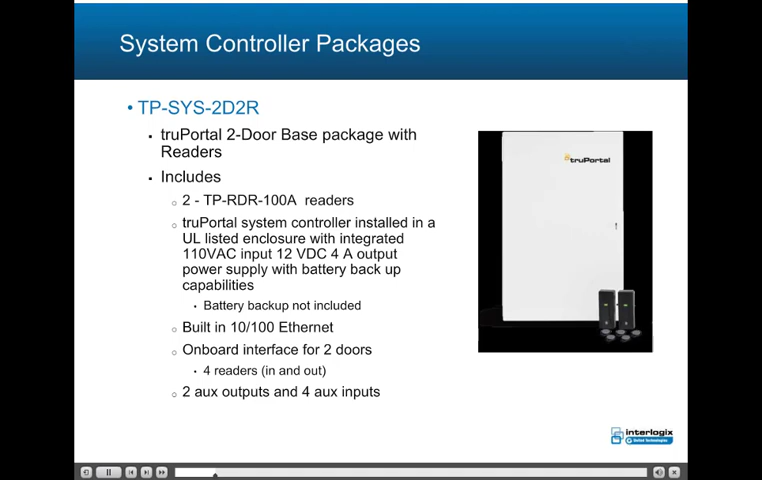 System Controller Packages
• TP-SYS-2D2R
▪ truPortal 2-Door Base package with
Readers
▪ Includes
○ 2 - TP-RDR-100A readers
○ truPortal system controller installed in a
UL listed enclosure with integrated
110VAC input 12 VDC 4 A output
power supply with battery back up
capabilities
• Battery backup not included
○ Built in 10/100 Ethernet
○ Onboard interface for 2 doors
• 4 readers (in and out)
○ 2 aux outputs and 4 aux inputs
truPortal
interlogix
United Technologies